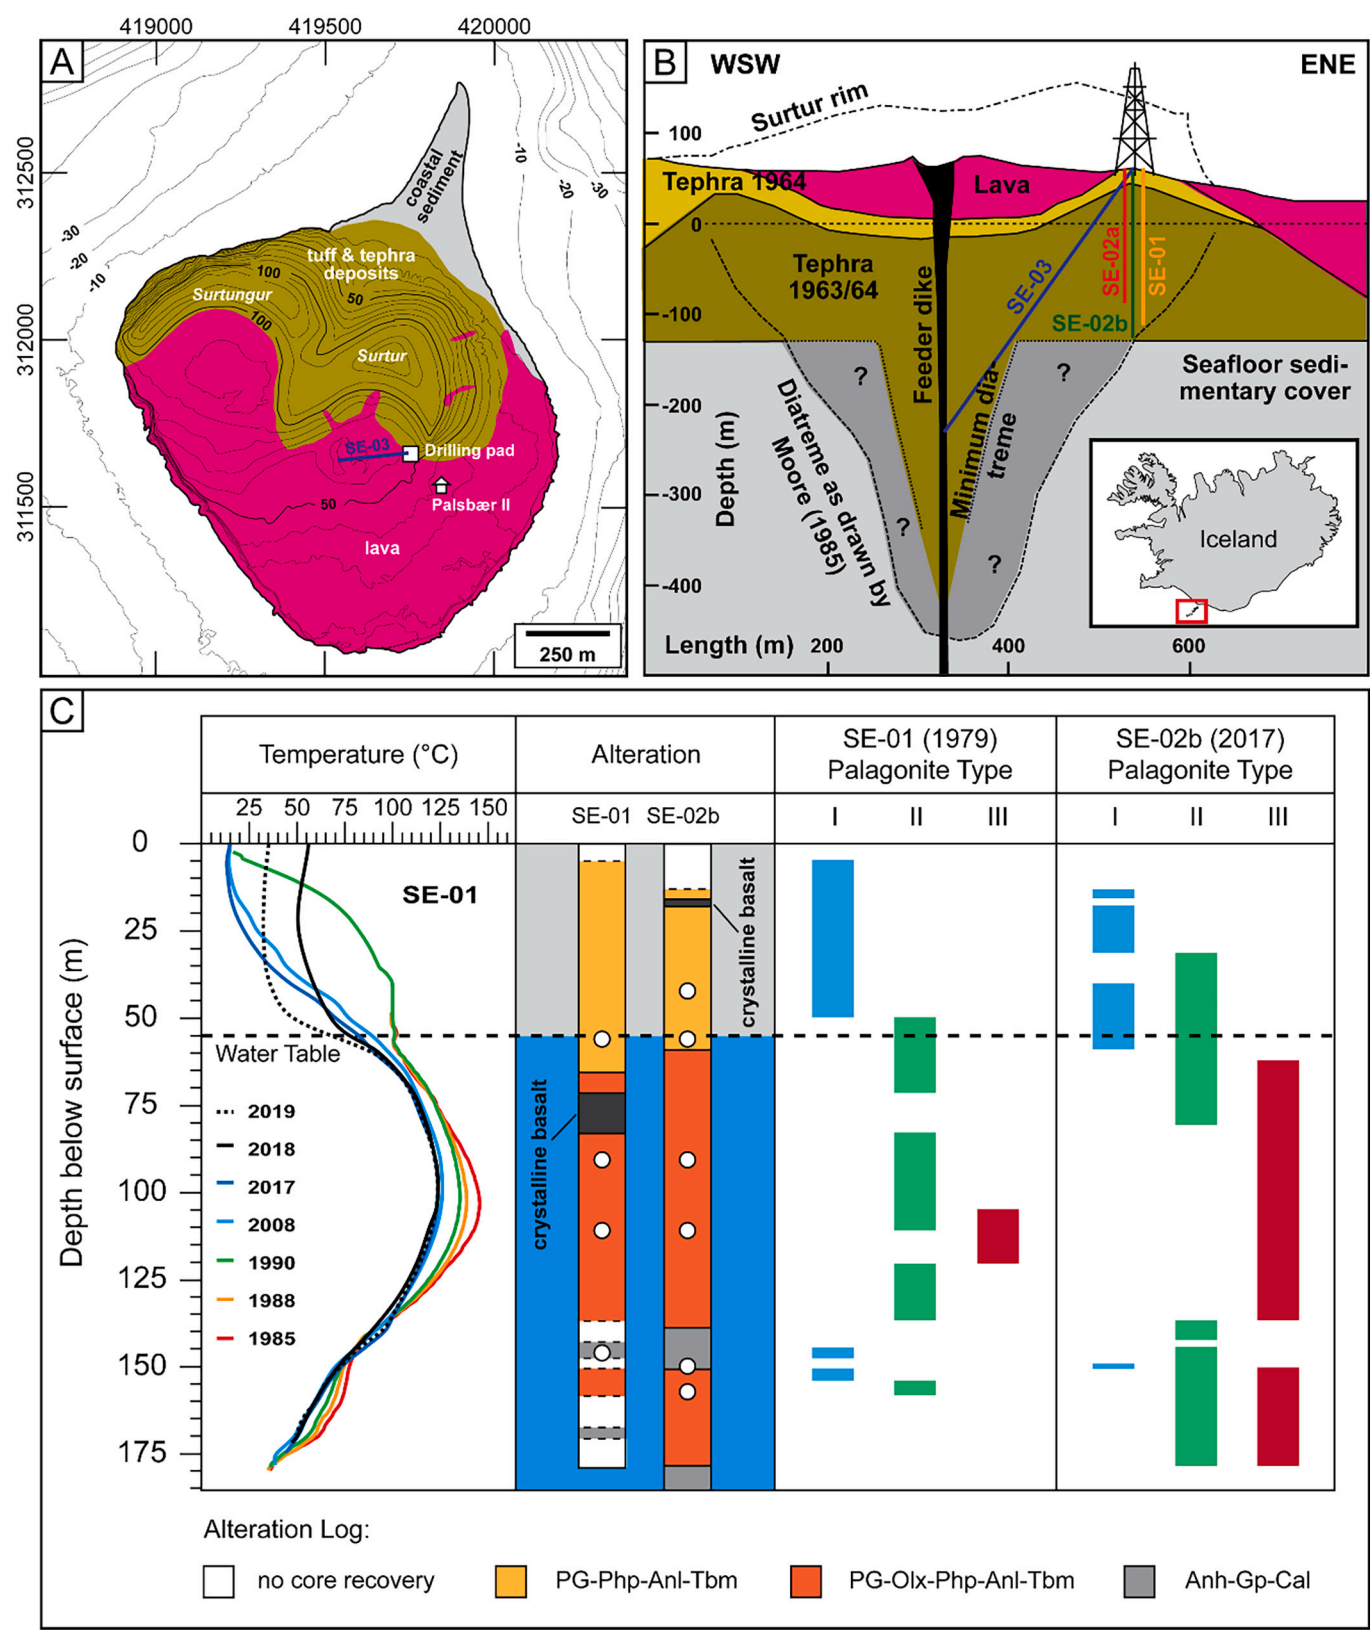 A
419000 419500 420000
312500
312000
311500
-10
-20
-30
-30
-20
-10
coastal
sediment
tuff & tephra
deposits
100
50
Surtungur
100
Surtur
SE-03
Drilling pad
Palsbær II
50
lava
250 m
B
WSW
ENE
Surtur rim
100
0
-100
-200
-300
-400
Depth (m)
Tephra 1964
Lava
Tephra
1963/64
Feeder dike
SE-03
SE-02a
SE-01
SE-02b
Minimum dia-
treme
Diatreme as drawn by
Moore (1985)
?
?
?
?
Seafloor sedi-
mentary cover
Iceland
Length (m)
200
400
600
C
Temperature (°C)
Alteration
SE-01 (1979)
Palagonite Type
SE-02b (2017)
Palagonite Type
25 50 75 100 125 150
SE-01 SE-02b
I II III
I II III
Depth below surface (m)
0
25
50
75
100
125
150
175
SE-01
Water Table
2019
2018
2017
2008
1990
1988
1985
crystalline basalt
crystalline basalt
Alteration Log:
no core recovery
PG-Php-Anl-Tbm
PG-Olx-Php-Anl-Tbm
Anh-Gp-Cal